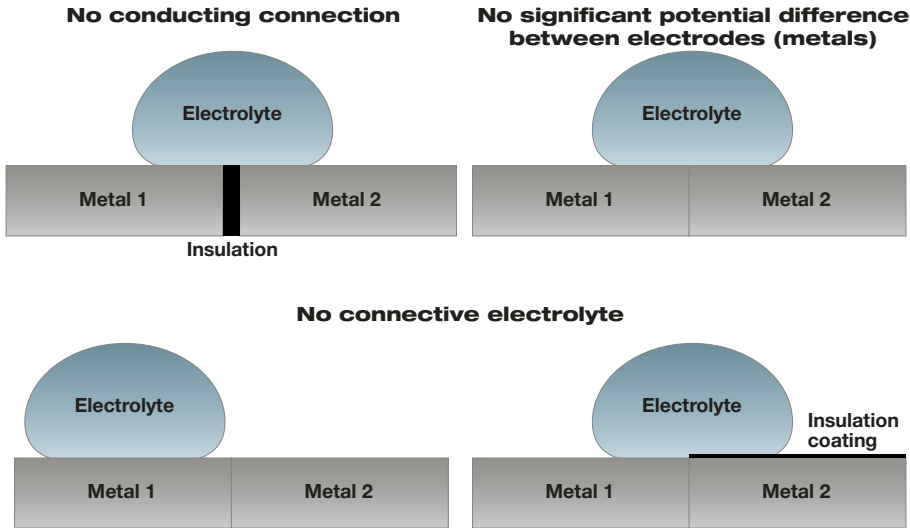 No conducting connection
Electrolyte
Metal 1
Metal 2
Insulation
No significant potential difference
between electrodes (metals)
Electrolyte
Metal 1
Metal 2
No connective electrolyte
Electrolyte
Metal 1
Metal 2
Electrolyte
Insulation
coating
Metal 1
Metal 2